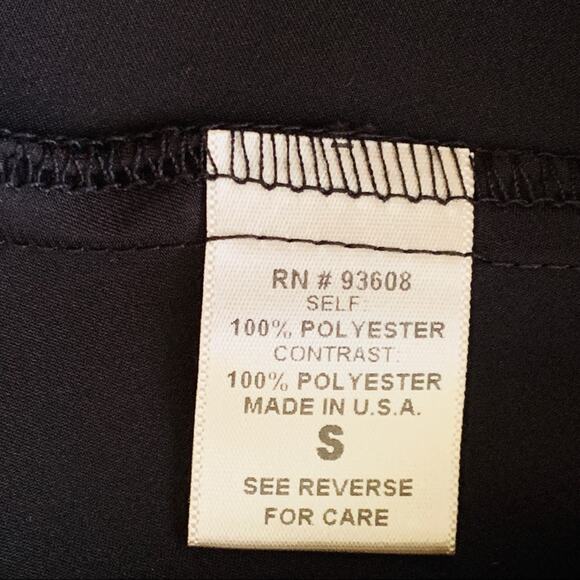 RN # 93608
SELF:
100% POLYESTER
CONTRAST:
100% POLYESTER
MADE IN U.S.A.
S
SEE REVERSE
FOR CARE